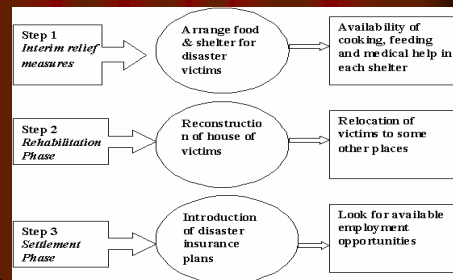 Step 1
Interim relief
measures
Arrange food
& shelter for
disaster
victims
Availability of
cooking, feeding
and medical help in
each shelter
Step 2
Rehabilitation
Phase
Reconstructio
n of house of
victims
Relocation of
victims to some
other places
Step 3
Settlement
Phase
Introduction
of disaster
insurance
plans
Look for available
employment
opportunities